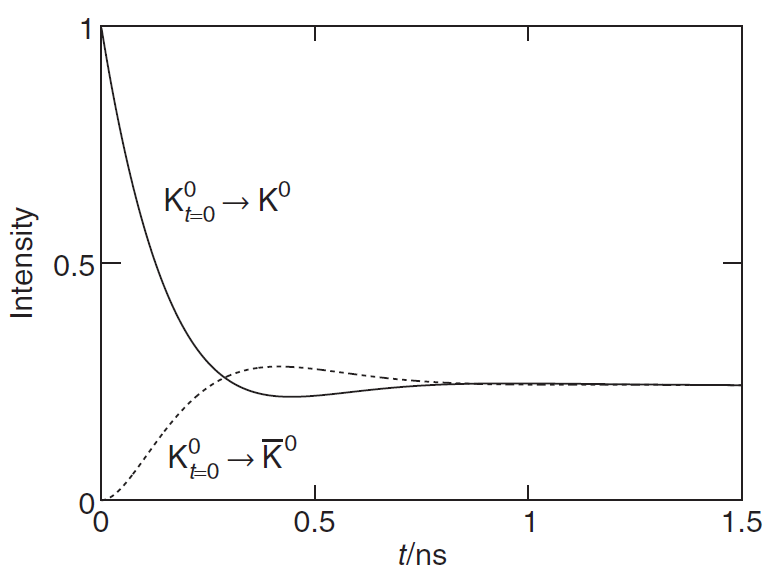 1
K⁰ₜ₌₀ → K⁰
Intensity
0.5
K⁰ₜ₌₀ → K̅⁰
0
0 0.5 1 1.5
t/ns